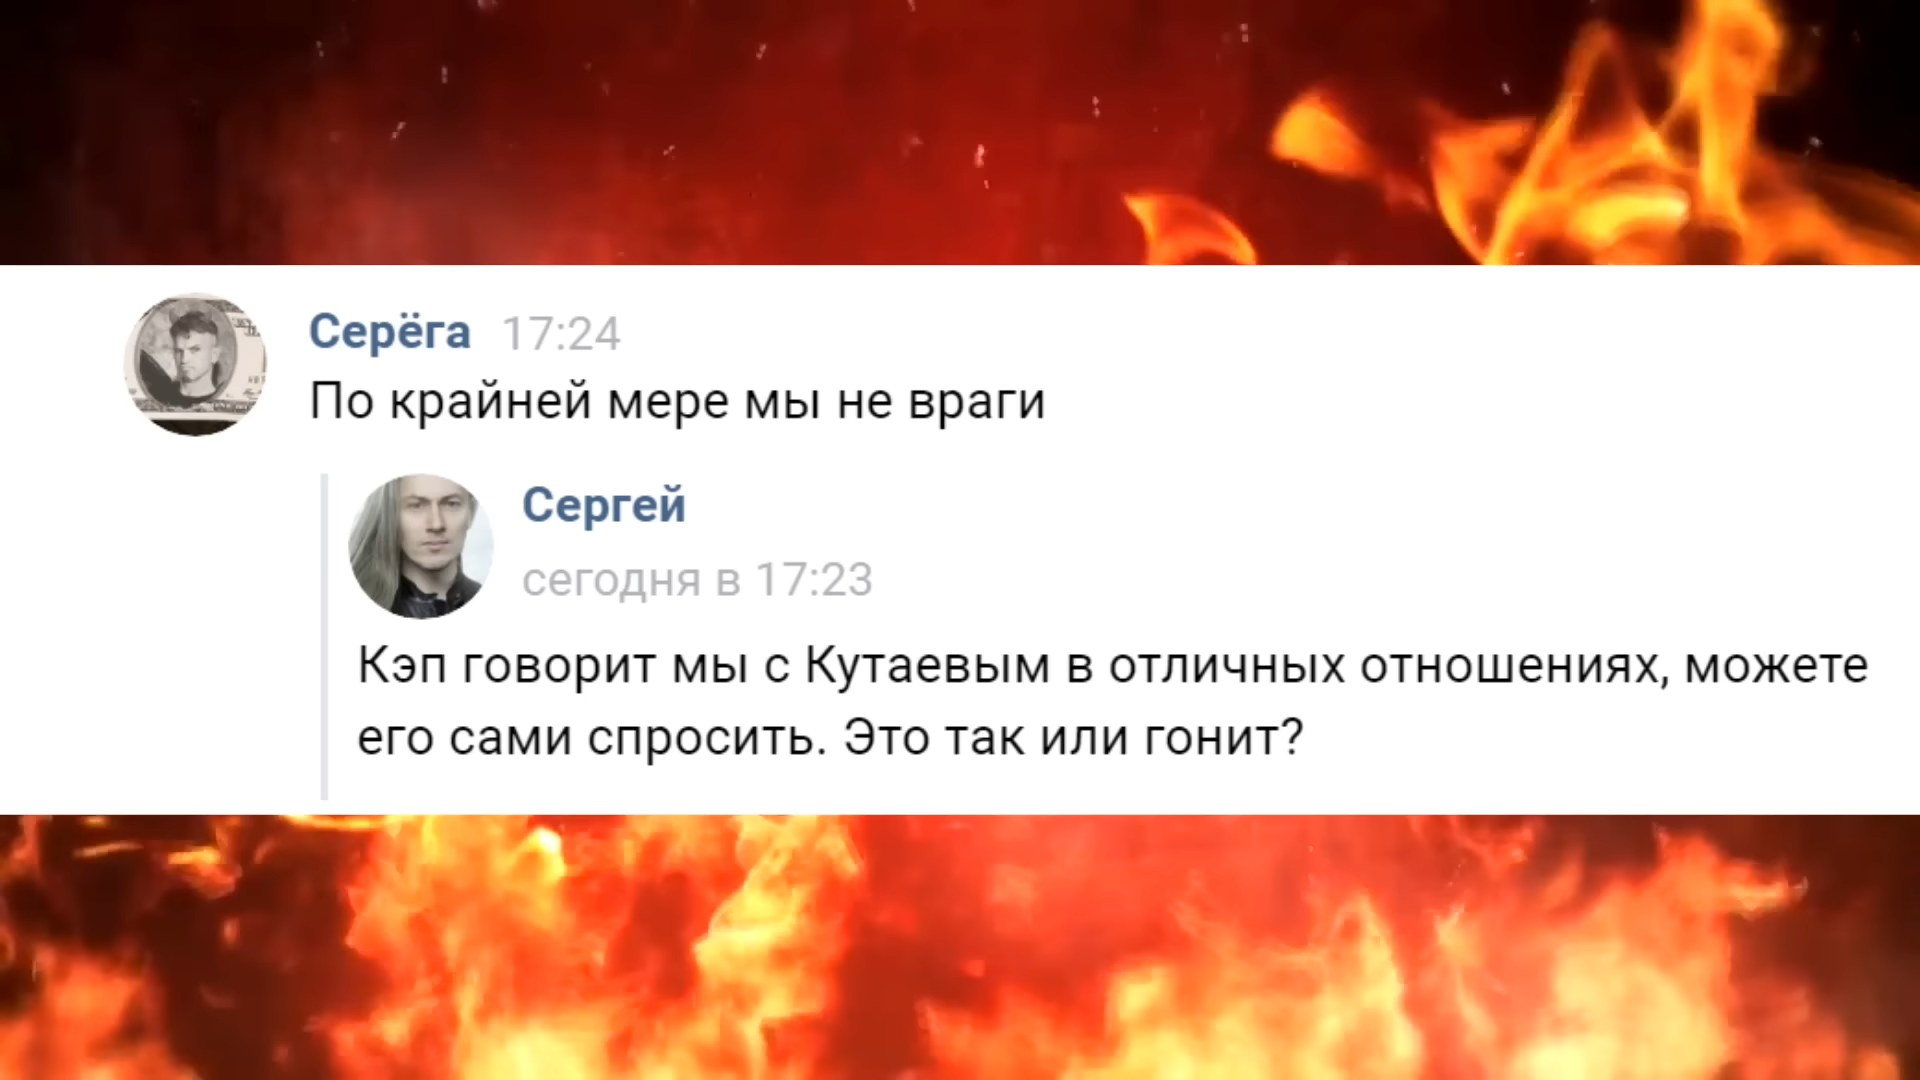 Серёга 17:24
По крайней мере мы не враги
Сергей
сегодня в 17:23
Кэп говорит мы с Кутаевым в отличных отношениях, можете
его сами спросить. Это так или гонит?